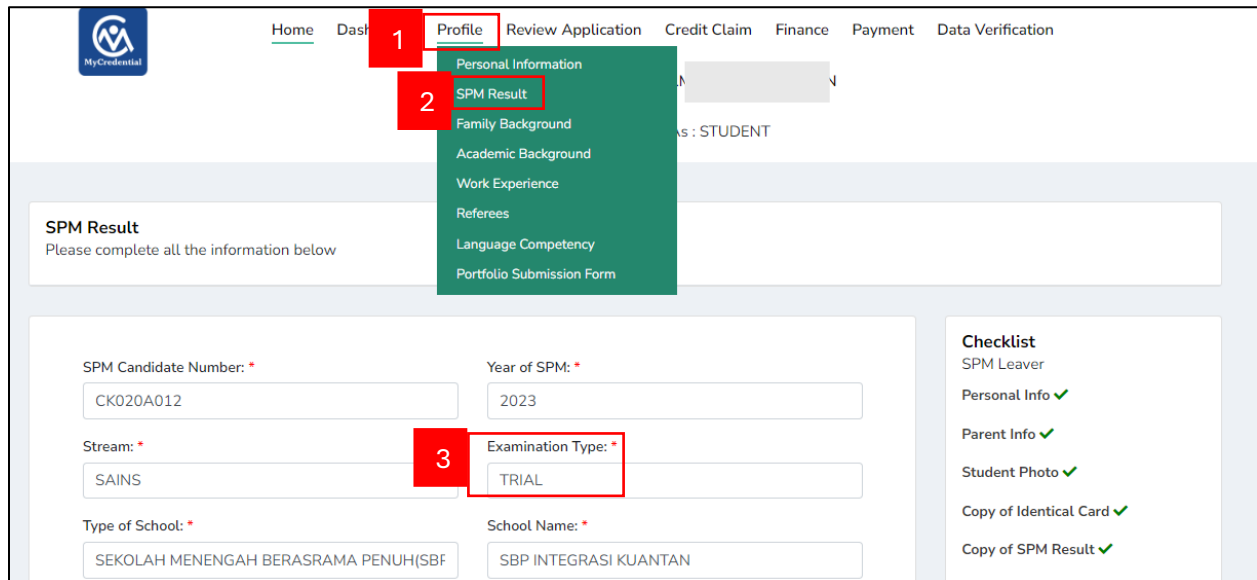 MyCredential
Home Dash Profile Review Application Credit Claim Finance Payment Data Verification
1
Personal Information
2
SPM Result
Family Background
As : STUDENT
Academic Background
Work Experience
Referees
Language Competency
Portfolio Submission Form
SPM Result
Please complete all the information below
SPM Candidate Number: * Year of SPM: *
CK020A012 2023
Stream: * Examination Type: *
3
SAINS TRIAL
Type of School: * School Name: *
SEKOLAH MENENGAH BERASRAMA PENUH(SBP SBP INTEGRASI KUANTAN
Checklist
SPM Leaver
Personal Info ✓
Parent Info ✓
Student Photo ✓
Copy of Identical Card ✓
Copy of SPM Result ✓